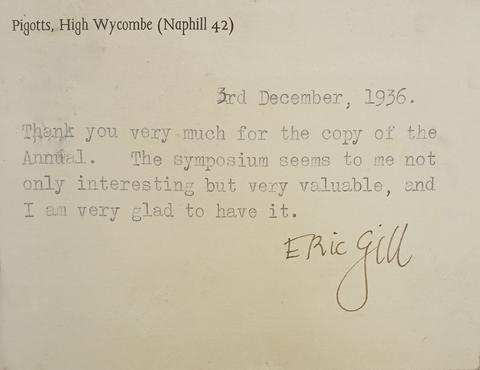 Pigotts, High Wycombe (Naphill 42)
3rd December, 1936.
Thank you very much for the copy of the
Annual. The symposium seems to me not
only interesting but very valuable, and
I am very glad to have it.
Eric Gill